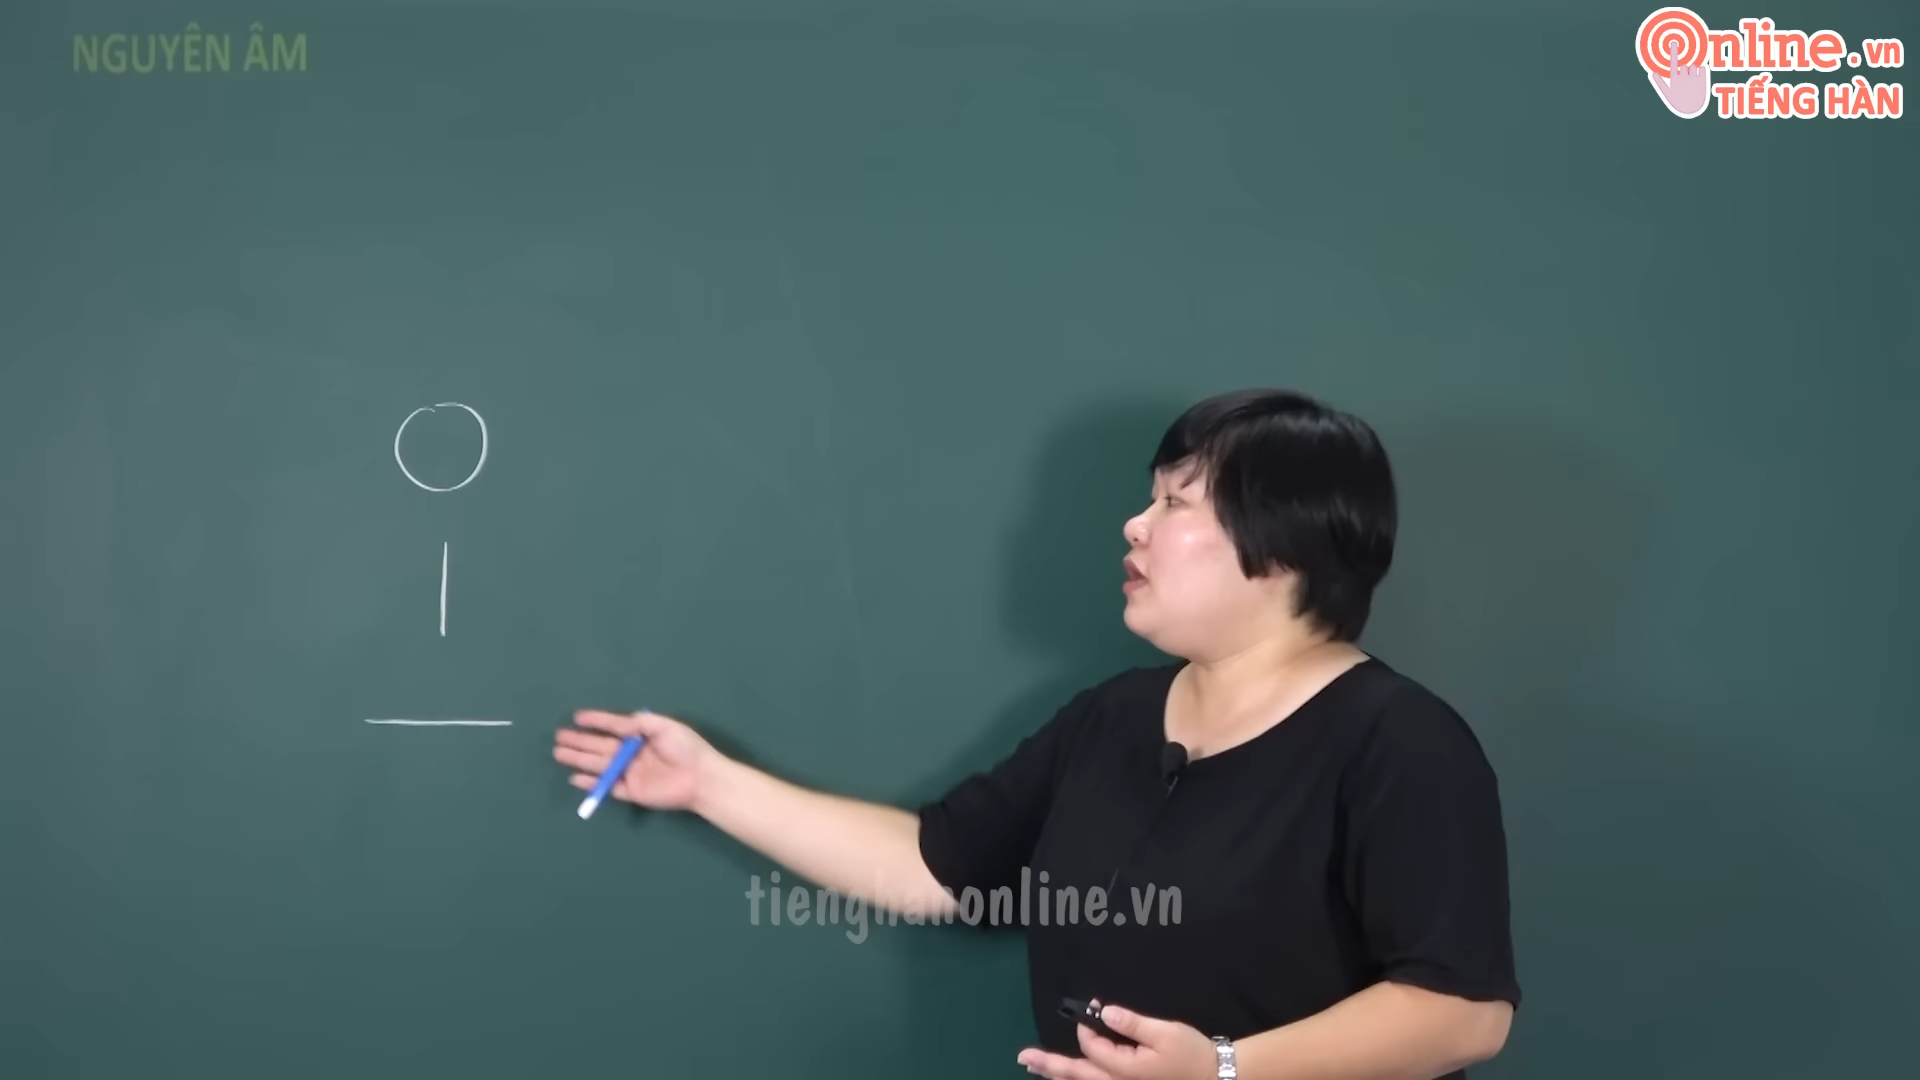 NGUYÊN ÂM
Online.vn
TIẾNG HÀN
ㅇ
ㅣ
ㅡ
tienghanonline.vn